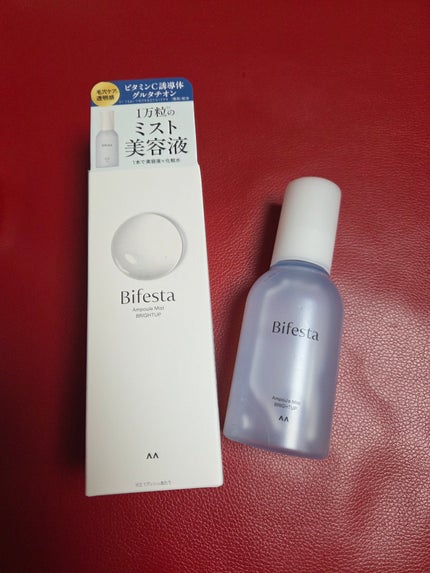 毛穴ケア
透明感
ビタミンC誘導体
グルタチオン
1万粒の
ミスト
美容液
1本で美容液&化粧水
Bifesta
Ampoule Mist
BRIGHTUP
Bifesta
Ampoule Mist
BRIGHTUP